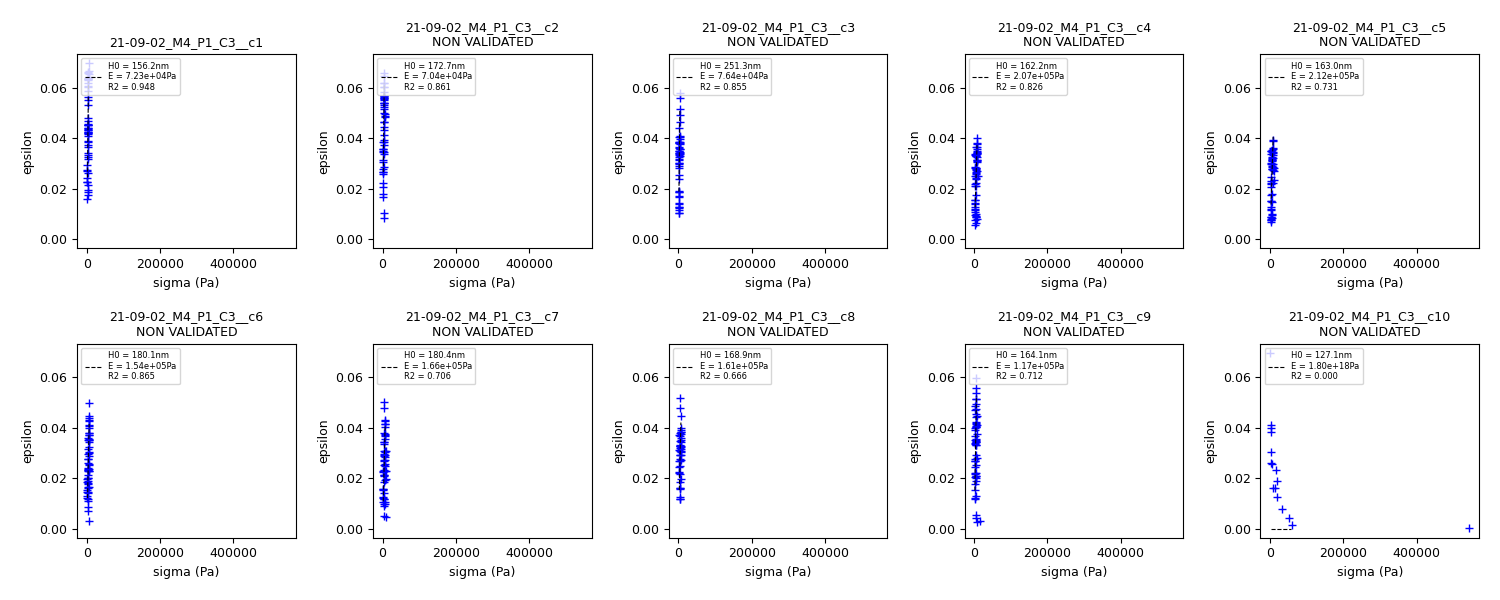 21-09-02_M4_P1_C3__c1
H0 = 156.2nm
E = 7.23e+04Pa
R2 = 0.948
0.06
0.04
0.02
0.00
epsilon
0 200000 400000
sigma (Pa)
21-09-02_M4_P1_C3__c2
NON VALIDATED
H0 = 172.7nm
E = 7.04e+04Pa
R2 = 0.861
0.06
0.04
0.02
0.00
epsilon
0 200000 400000
sigma (Pa)
21-09-02_M4_P1_C3__c3
NON VALIDATED
H0 = 251.3nm
E = 7.64e+04Pa
R2 = 0.855
0.06
0.04
0.02
0.00
epsilon
0 200000 400000
sigma (Pa)
21-09-02_M4_P1_C3__c4
NON VALIDATED
H0 = 162.2nm
E = 2.07e+05Pa
R2 = 0.826
0.06
0.04
0.02
0.00
epsilon
0 200000 400000
sigma (Pa)
21-09-02_M4_P1_C3__c5
NON VALIDATED
H0 = 163.0nm
E = 2.12e+05Pa
R2 = 0.731
0.06
0.04
0.02
0.00
epsilon
0 200000 400000
sigma (Pa)
21-09-02_M4_P1_C3__c6
NON VALIDATED
H0 = 180.1nm
E = 1.54e+05Pa
R2 = 0.865
0.06
0.04
0.02
0.00
epsilon
0 200000 400000
sigma (Pa)
21-09-02_M4_P1_C3__c7
NON VALIDATED
H0 = 180.4nm
E = 1.66e+05Pa
R2 = 0.706
0.06
0.04
0.02
0.00
epsilon
0 200000 400000
sigma (Pa)
21-09-02_M4_P1_C3__c8
NON VALIDATED
H0 = 168.9nm
E = 1.61e+05Pa
R2 = 0.666
0.06
0.04
0.02
0.00
epsilon
0 200000 400000
sigma (Pa)
21-09-02_M4_P1_C3__c9
NON VALIDATED
H0 = 164.1nm
E = 1.17e+05Pa
R2 = 0.712
0.06
0.04
0.02
0.00
epsilon
0 200000 400000
sigma (Pa)
21-09-02_M4_P1_C3__c10
NON VALIDATED
H0 = 127.1nm
E = 1.80e+18Pa
R2 = 0.000
0.06
0.04
0.02
0.00
epsilon
0 200000 400000
sigma (Pa)